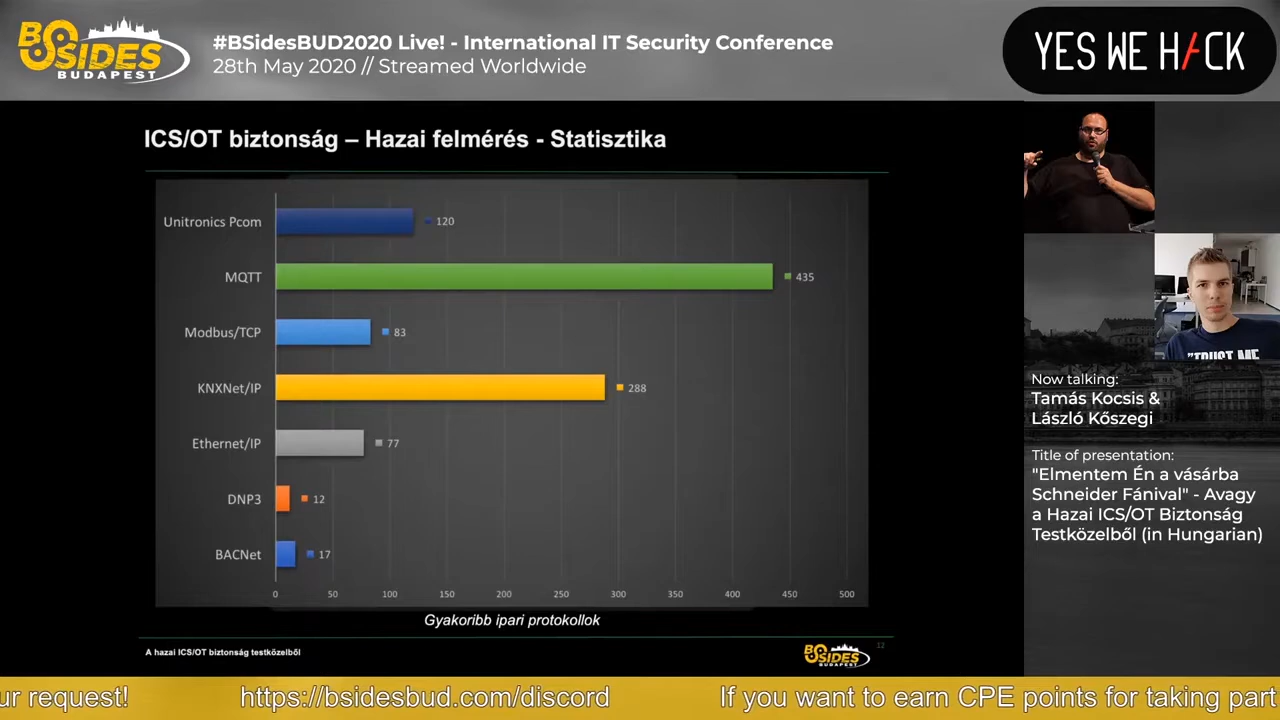 BSIDES
BUDAPEST
#BSidesBUD2020 Live! - International IT Security Conference
28th May 2020 // Streamed Worldwide
YES WE H/CK
ICS/OT biztonság – Hazai felmérés - Statisztika
Unitronics Pcom 120
MQTT 435
Modbus/TCP 83
KNXNet/IP 288
Ethernet/IP 77
DNP3 12
BACNet 17
0 50 100 150 200 250 300 350 400 450 500
Gyakoribb ipari protokollok
A hazai ICS/OT biztonság testközelből
BSIDES
BUDAPEST
12
"TRUST ME
Now talking:
Tamás Kocsis &
László Kőszegi
Title of presentation:
"Elmentem Én a vásárba
Schneider Fánival" - Avagy
a Hazai ICS/OT Biztonság
Testközelből (in Hungarian)
ur request! https://bsidesbud.com/discord If you want to earn CPE points for taking part